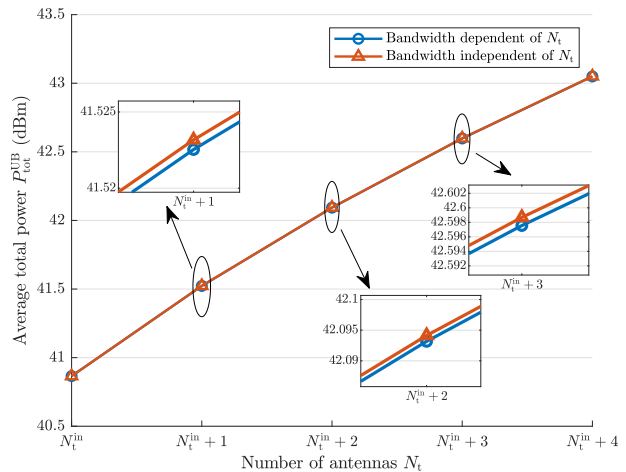 43.5
43
42.5
42
41.5
41
40.5
Average total power P_tot^UB (dBm)
Bandwidth dependent of N_t
Bandwidth independent of N_t
41.525
41.52
N_t^in + 1
42.602
42.6
42.598
42.596
42.594
42.592
N_t^in + 3
42.1
42.095
42.09
N_t^in + 2
N_t^in
N_t^in + 1
N_t^in + 2
N_t^in + 3
N_t^in + 4
Number of antennas N_t